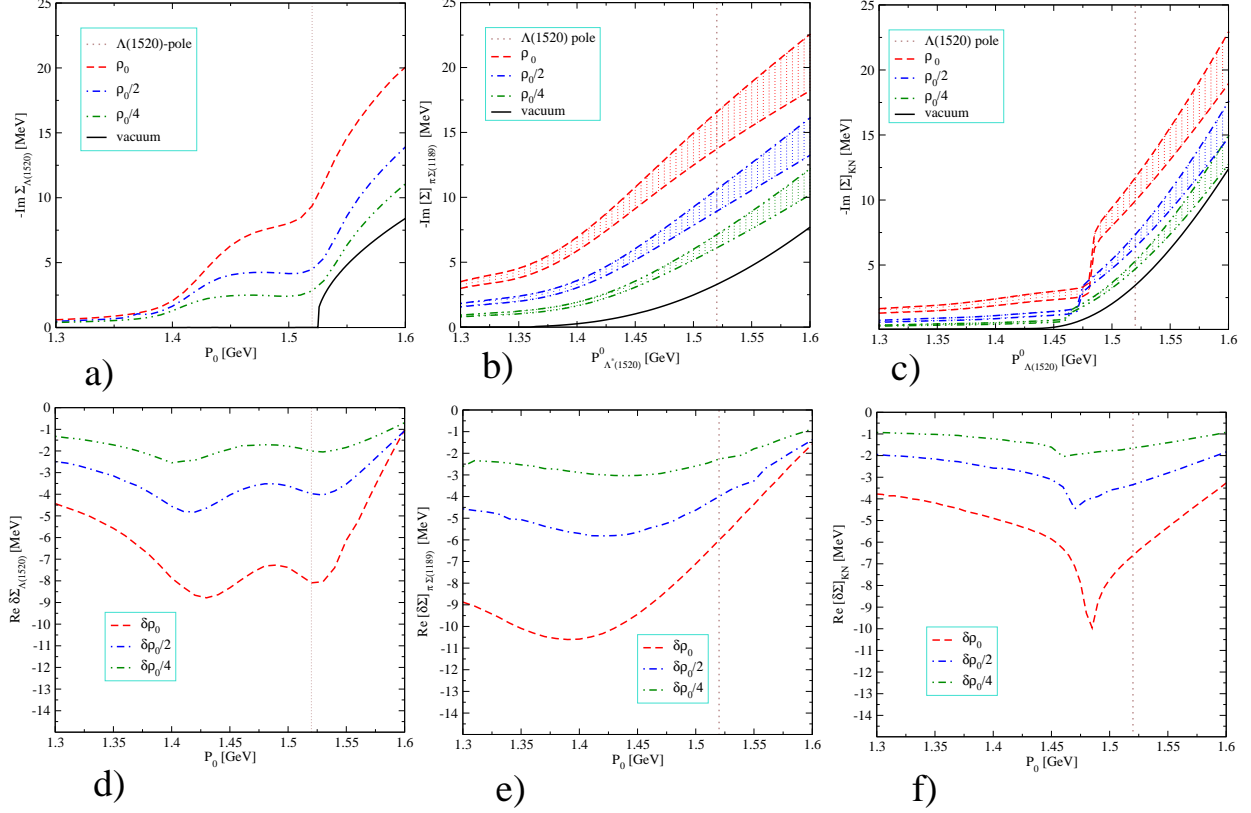 25
20
15
10
5
0
-Im Σ_Λ(1520) [MeV]
Λ(1520)-pole
ρ_0
ρ_0/2
ρ_0/4
vacuum
1.3 1.35 1.4 1.45 1.5 1.55 1.6
P_0 [GeV]
a)
25
20
15
10
5
0
-Im [Σ]_πΣ(1189) [MeV]
Λ(1520) pole
ρ_0
ρ_0/2
ρ_0/4
vacuum
1.3 1.35 1.4 1.45 1.5 1.55 1.6
P^0_Λ*(1520) [GeV]
b)
25
20
15
10
5
-Im [Σ]_KN [MeV]
Λ(1520) pole
ρ_0
ρ_0/2
ρ_0/4
vacuum
1.3 1.35 1.4 1.45 1.5 1.55 1.6
P^0_Λ(1520) [GeV]
c)
0
-1
-2
-3
-4
-5
-6
-7
-8
-9
-10
-11
-12
-13
-14
Re δΣ_Λ(1520) [MeV]
δρ_0
δρ_0/2
δρ_0/4
1.3 1.35 1.4 1.45 1.5 1.55 1.6
P_0 [GeV]
d)
0
-1
-2
-3
-4
-5
-6
-7
-8
-9
-10
-11
-12
-13
-14
Re [δΣ]_πΣ(1189) [MeV]
δρ_0
δρ_0/2
δρ_0/4
1.3 1.35 1.4 1.45 1.5 1.55 1.6
P_0 [GeV]
e)
0
-1
-2
-3
-4
-5
-6
-7
-8
-9
-10
-11
-12
-13
-14
Re [δΣ]_KN [MeV]
δρ_0
δρ_0/2
δρ_0/4
1.3 1.35 1.4 1.45 1.5 1.55 1.6
P_0 [GeV]
f)